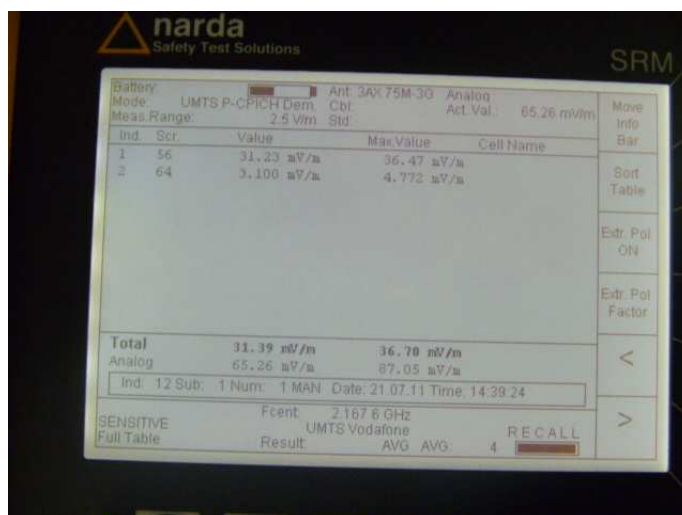 narda
Safety Test Solutions
SRM
Battery: Ant: 3AX 75M-3G Analog
Mode: UMTS P-CPICH Dem. Cbl: Act. Val.: 65.26 mV/m
Meas.Range: 2.5 V/m Std:
Move Info Bar
Ind. Scr. Value Max.Value Cell Name
1 56 31.23 mV/m 36.47 mV/m
2 64 3.100 mV/m 4.772 mV/m
Sort Table
Extr. Pol ON
Extr. Pol Factor
Total 31.39 mV/m 36.78 mV/m
Analog 65.26 mV/m 87.05 mV/m
<
Ind: 12 Sub: 1 Num: 1 MAN Date: 21.07.11 Time: 14:39:24
Fcent: 2.167 6 GHz
SENSITIVE UMTS Vodafone RECALL
Full Table Result: AVG AVG: 4
>